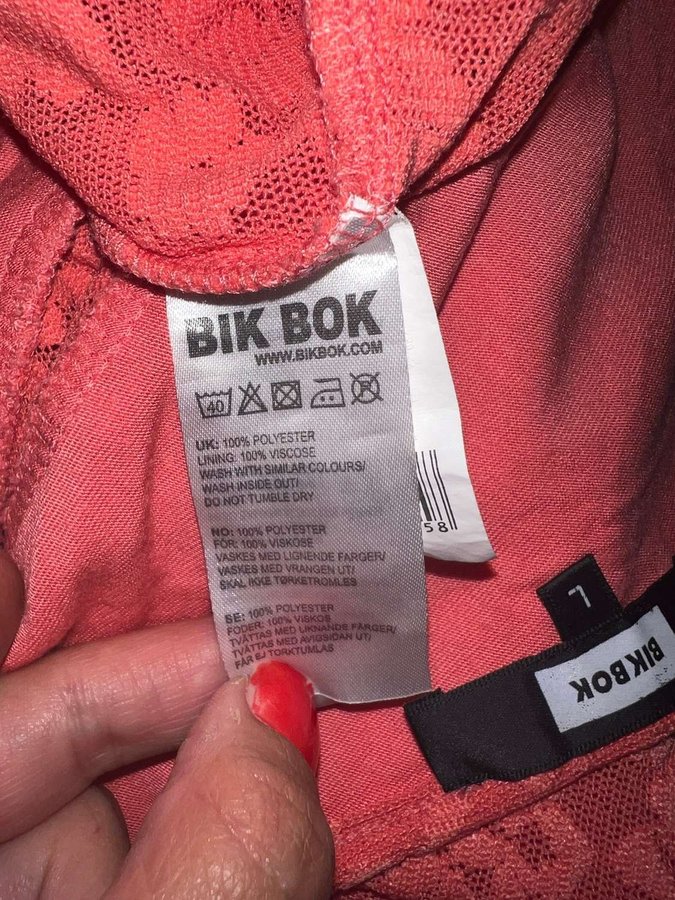 BIK BOK
WWW.BIKBOK.COM
40
UK: 100% POLYESTER
LINING: 100% VISCOSE
WASH WITH SIMILAR COLOURS/
WASH INSIDE OUT/
DO NOT TUMBLE DRY
NO: 100% POLYESTER
FÔR: 100% VISKOSE
VASKES MED LIGNENDE FARGER/
VASKES MED VRANGEN UT/
SKAL IKKE TØRKETROMLES
SE: 100% POLYESTER
FODER: 100% VISKOS
TVÄTTAS MED LIKNANDE FÄRGER/
TVÄTTAS MED AVIGSIDAN UT/
FÅR EJ TORKTUMLAS
58
L
BIK BOK